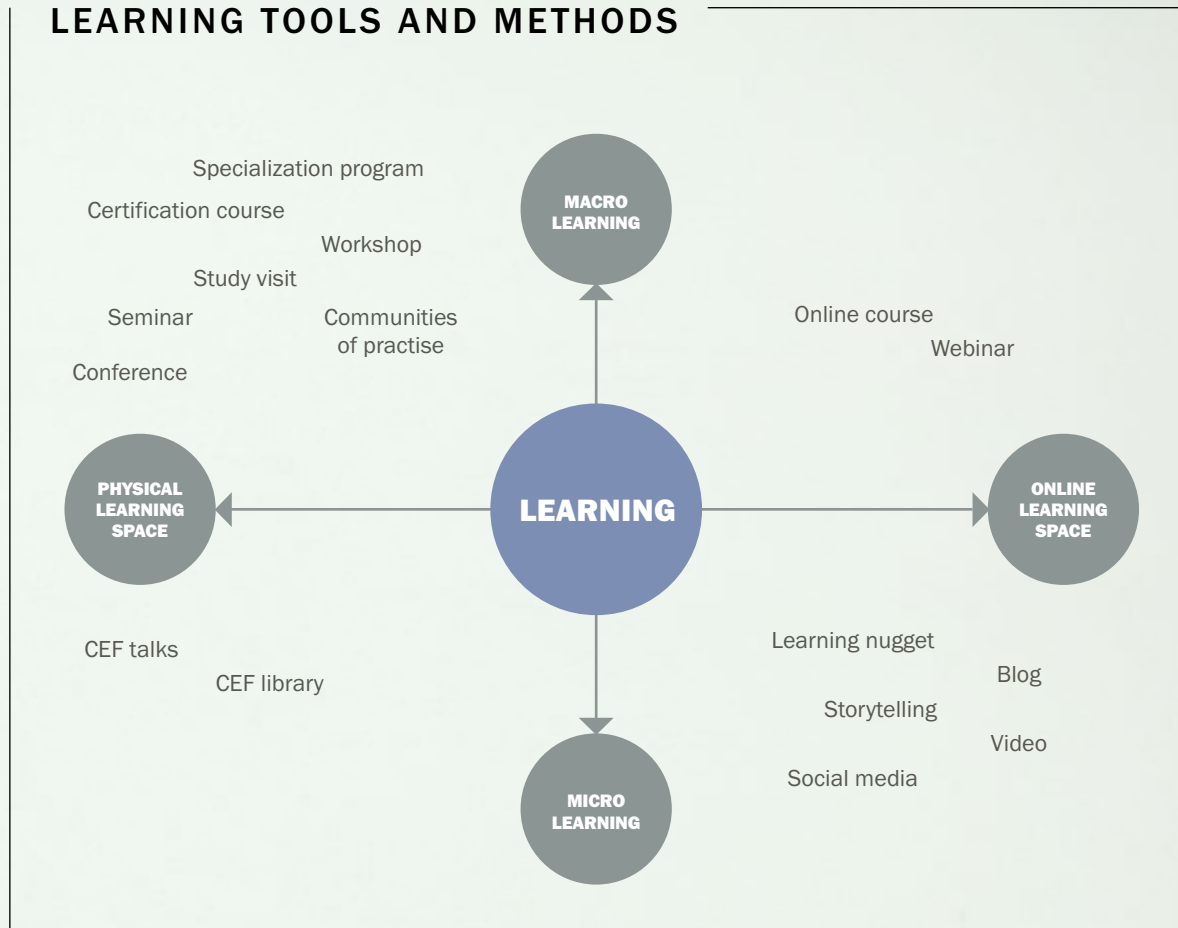 LEARNING TOOLS AND METHODS
Specialization program
Certification course
Workshop
Study visit
Seminar
Communities
of practise
Conference
MACRO
LEARNING
Online course
Webinar
PHYSICAL
LEARNING
SPACE
LEARNING
ONLINE
LEARNING
SPACE
CEF talks
CEF library
Learning nugget
Blog
Storytelling
Video
Social media
MICRO
LEARNING